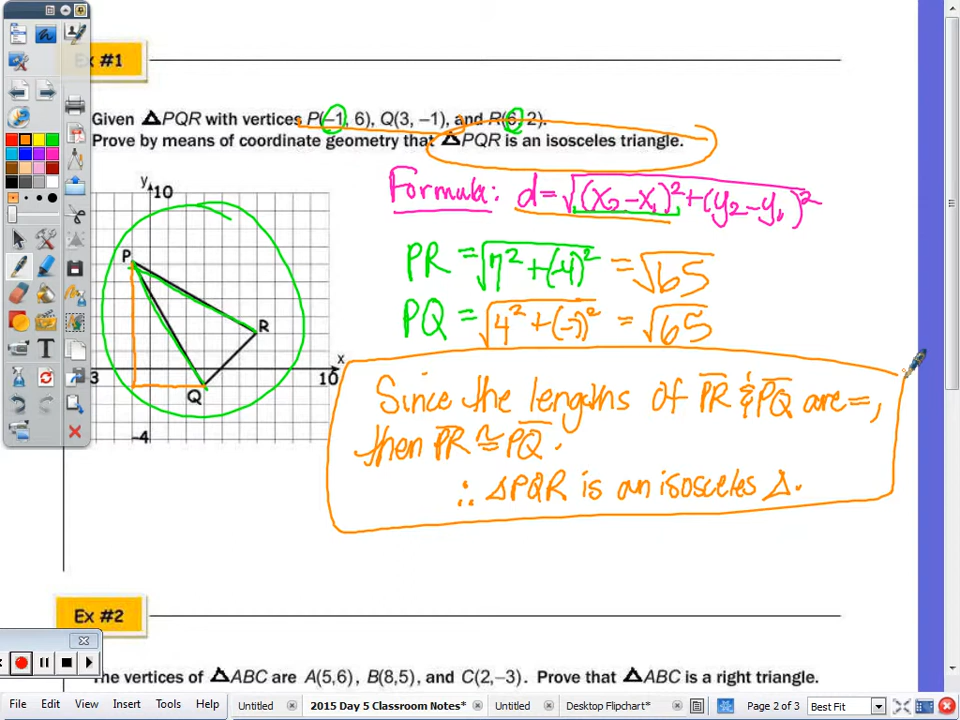 Ex #1
Given △PQR with vertices P(−1, 6), Q(3, −1), and R(6, 2).
Prove by means of coordinate geometry that △PQR is an isosceles triangle.
y 10
P
R
x
3 10
Q
−4
Formula: d=√(x₂−x₁)²+(y₂−y₁)²
PR = √7²+(−4)² = √65
PQ = √4²+(−7)² = √65
Since the lengths of PR & PQ are =,
then PR ≅ PQ.
∴ △PQR is an isosceles △.
Ex #2
he vertices of △ABC are A(5,6), B(8,5), and C(2,−3). Prove that △ABC is a right triangle.
File Edit View Insert Tools Help Untitled 2015 Day 5 Classroom Notes* Untitled Desktop Flipchart* Page 2 of 3 Best Fit